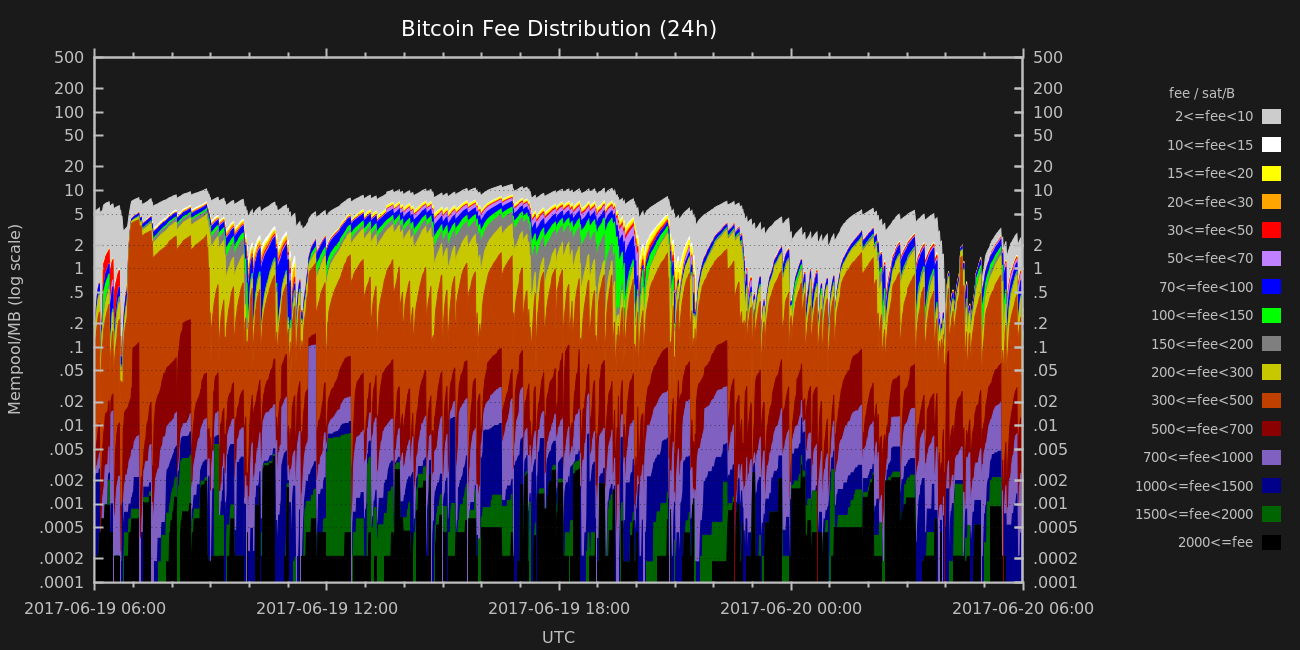 Bitcoin Fee Distribution (24h)
500
200
100
50
20
10
5
2
1
.5
.2
.1
.05
.02
.01
.005
.002
.001
.0005
.0002
.0001
Mempool/MB (log scale)
500
200
100
50
20
10
5
2
1
.5
.2
.1
.05
.02
.01
.005
.002
.001
.0005
.0002
.0001
2017-06-19 06:00
2017-06-19 12:00
2017-06-19 18:00
2017-06-20 00:00
2017-06-20 06:00
UTC
fee / sat/B
2<=fee<10
10<=fee<15
15<=fee<20
20<=fee<30
30<=fee<50
50<=fee<70
70<=fee<100
100<=fee<150
150<=fee<200
200<=fee<300
300<=fee<500
500<=fee<700
700<=fee<1000
1000<=fee<1500
1500<=fee<2000
2000<=fee